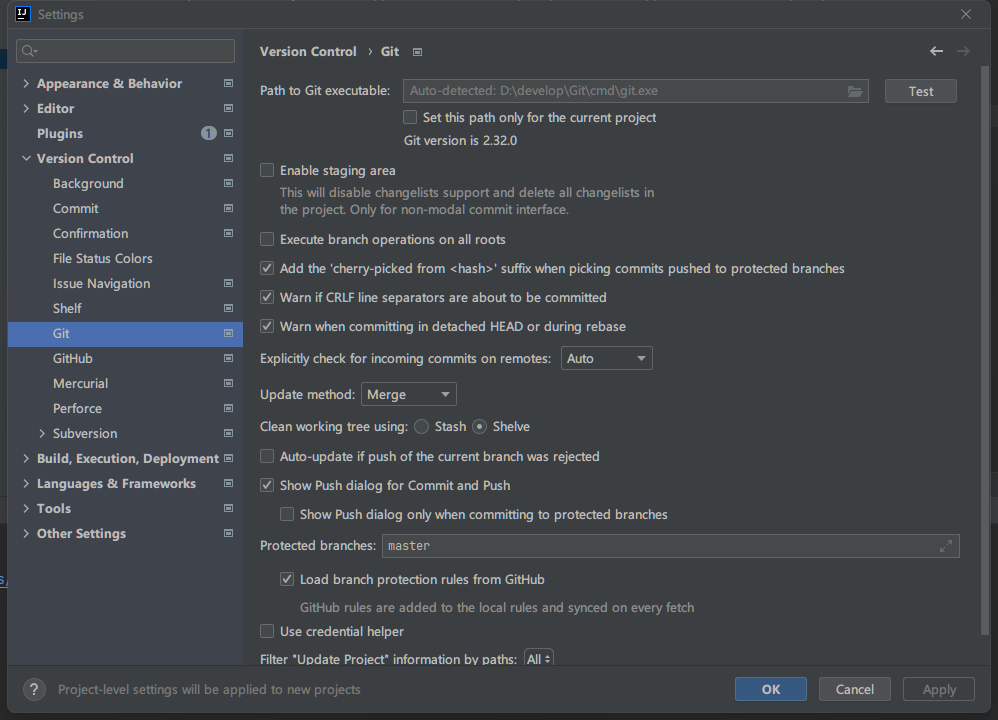 Settings
Appearance & Behavior
Editor
Plugins 1
Version Control
Background
Commit
Confirmation
File Status Colors
Issue Navigation
Shelf
Git
GitHub
Mercurial
Perforce
Subversion
Build, Execution, Deployment
Languages & Frameworks
Tools
Other Settings
Version Control › Git
Path to Git executable: Auto-detected: D:\develop\Git\cmd\git.exe Test
Set this path only for the current project
Git version is 2.32.0
Enable staging area
This will disable changelists support and delete all changelists in
the project. Only for non-modal commit interface.
Execute branch operations on all roots
Add the 'cherry-picked from <hash>' suffix when picking commits pushed to protected branches
Warn if CRLF line separators are about to be committed
Warn when committing in detached HEAD or during rebase
Explicitly check for incoming commits on remotes: Auto
Update method: Merge
Clean working tree using: Stash Shelve
Auto-update if push of the current branch was rejected
Show Push dialog for Commit and Push
Show Push dialog only when committing to protected branches
Protected branches: master
Load branch protection rules from GitHub
GitHub rules are added to the local rules and synced on every fetch
Use credential helper
Filter "Update Project" information by paths: All
? Project-level settings will be applied to new projects
OK Cancel Apply